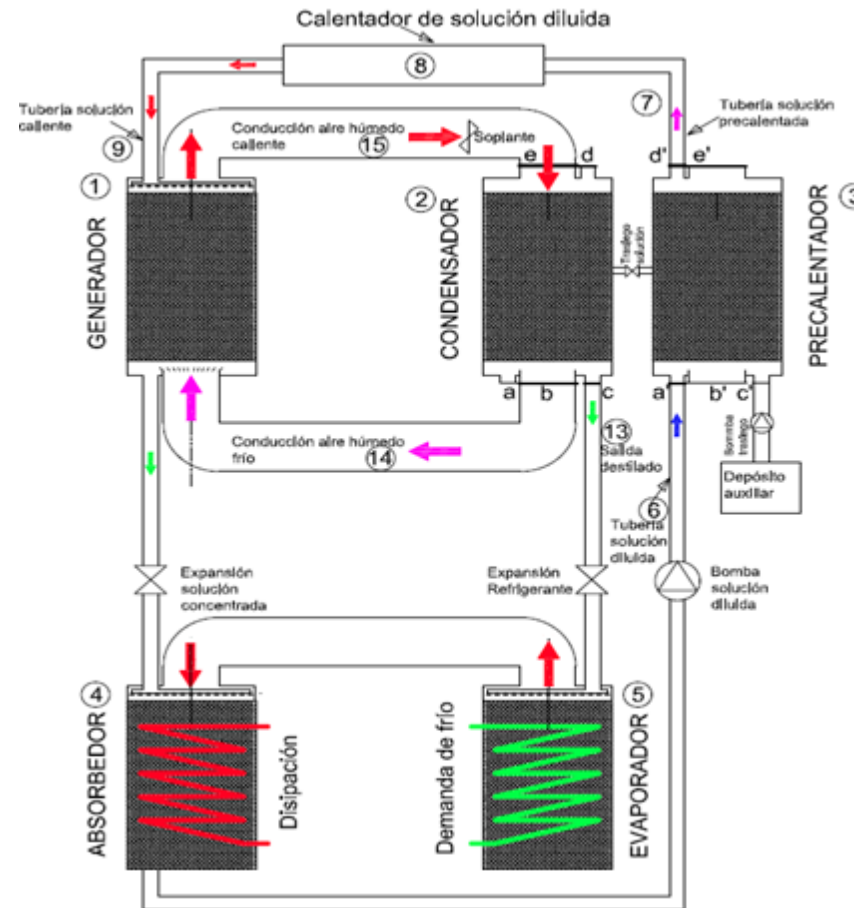 Calentador de solución diluida
8
7
Tubería solución
caliente
9
Conducción aire húmedo
caliente
15
Soplante
Tubería solución
precalentada
e
d
d'
e'
1
2
3
GENERADOR
CONDENSADOR
Trasiego
solución
PRECALENTADOR
a
b
c
a'
b'
c'
Conducción aire húmedo
frío
14
13
Salida
destilado
Bommba
trasiego
Depósito
auxiliar
6
Tubería
solución
diluida
Expansión
solución
concentrada
Expansión
Refrigerante
Bomba
solución
diluida
4
5
ABSORBEDOR
Disipación
Demanda de frío
EVAPORADOR